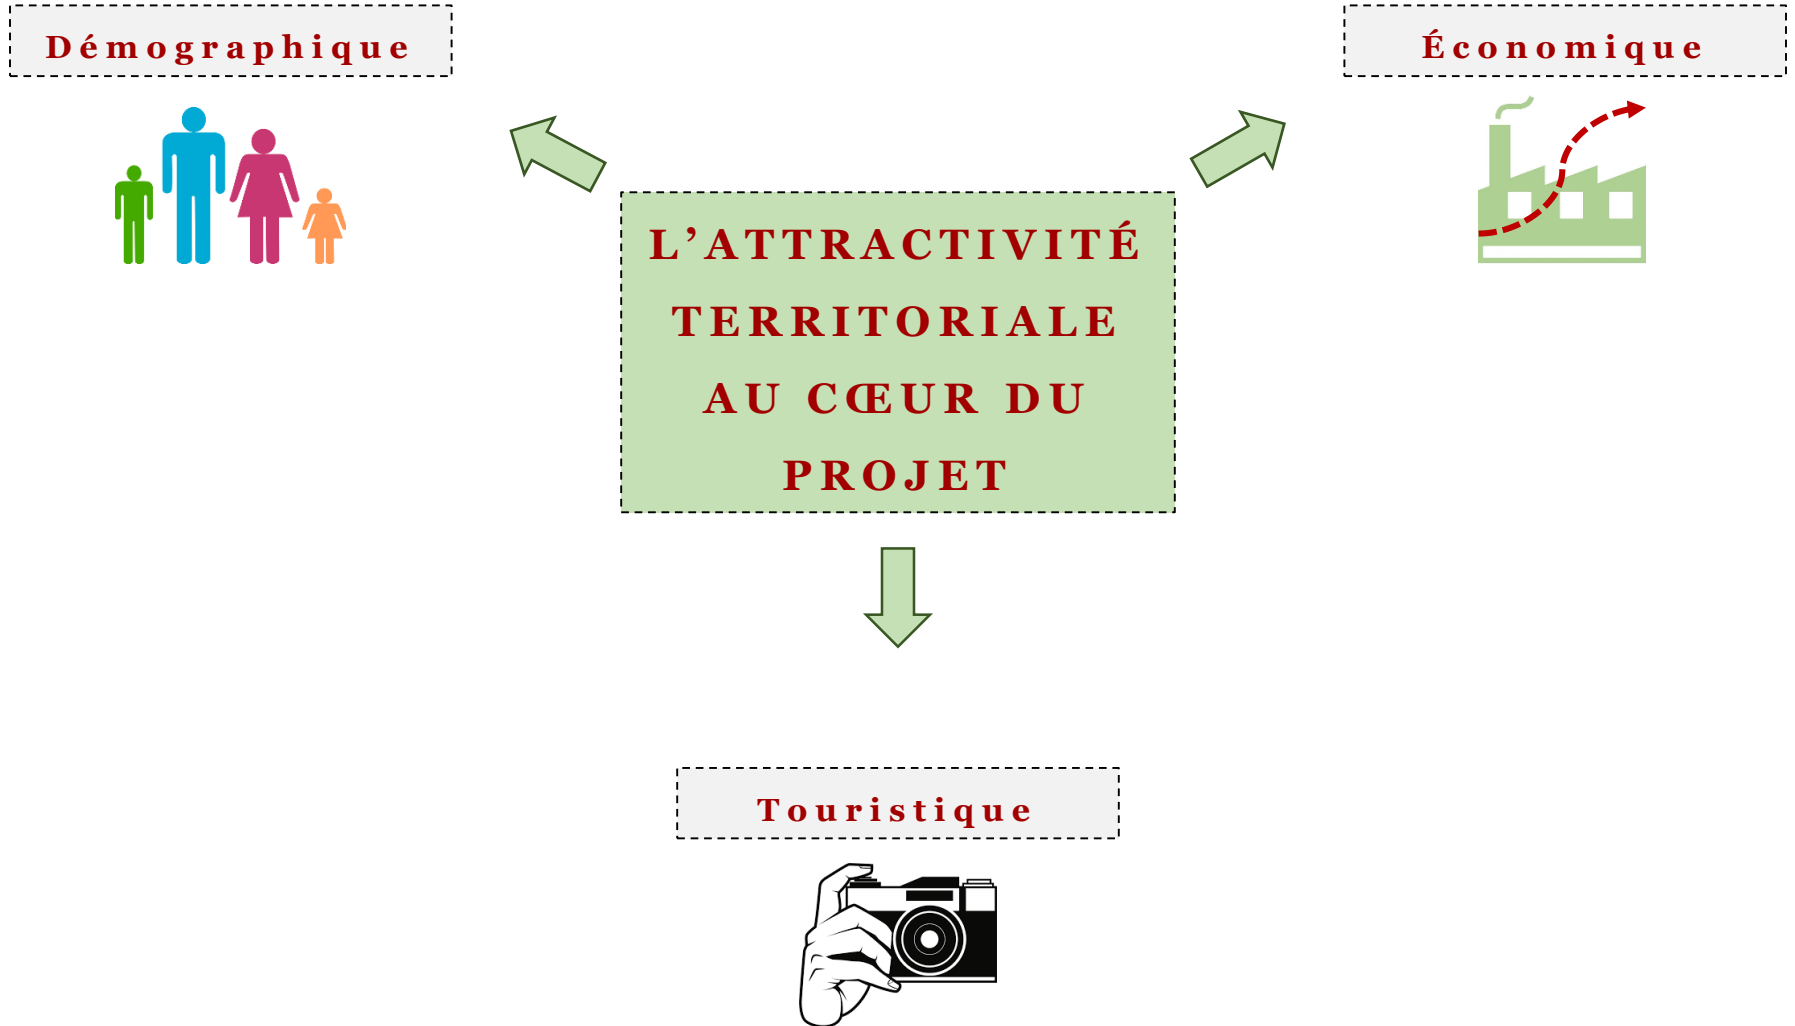 Démographique
Économique
L’ATTRACTIVITÉ
TERRITORIALE
AU CŒUR DU
PROJET
Touristique